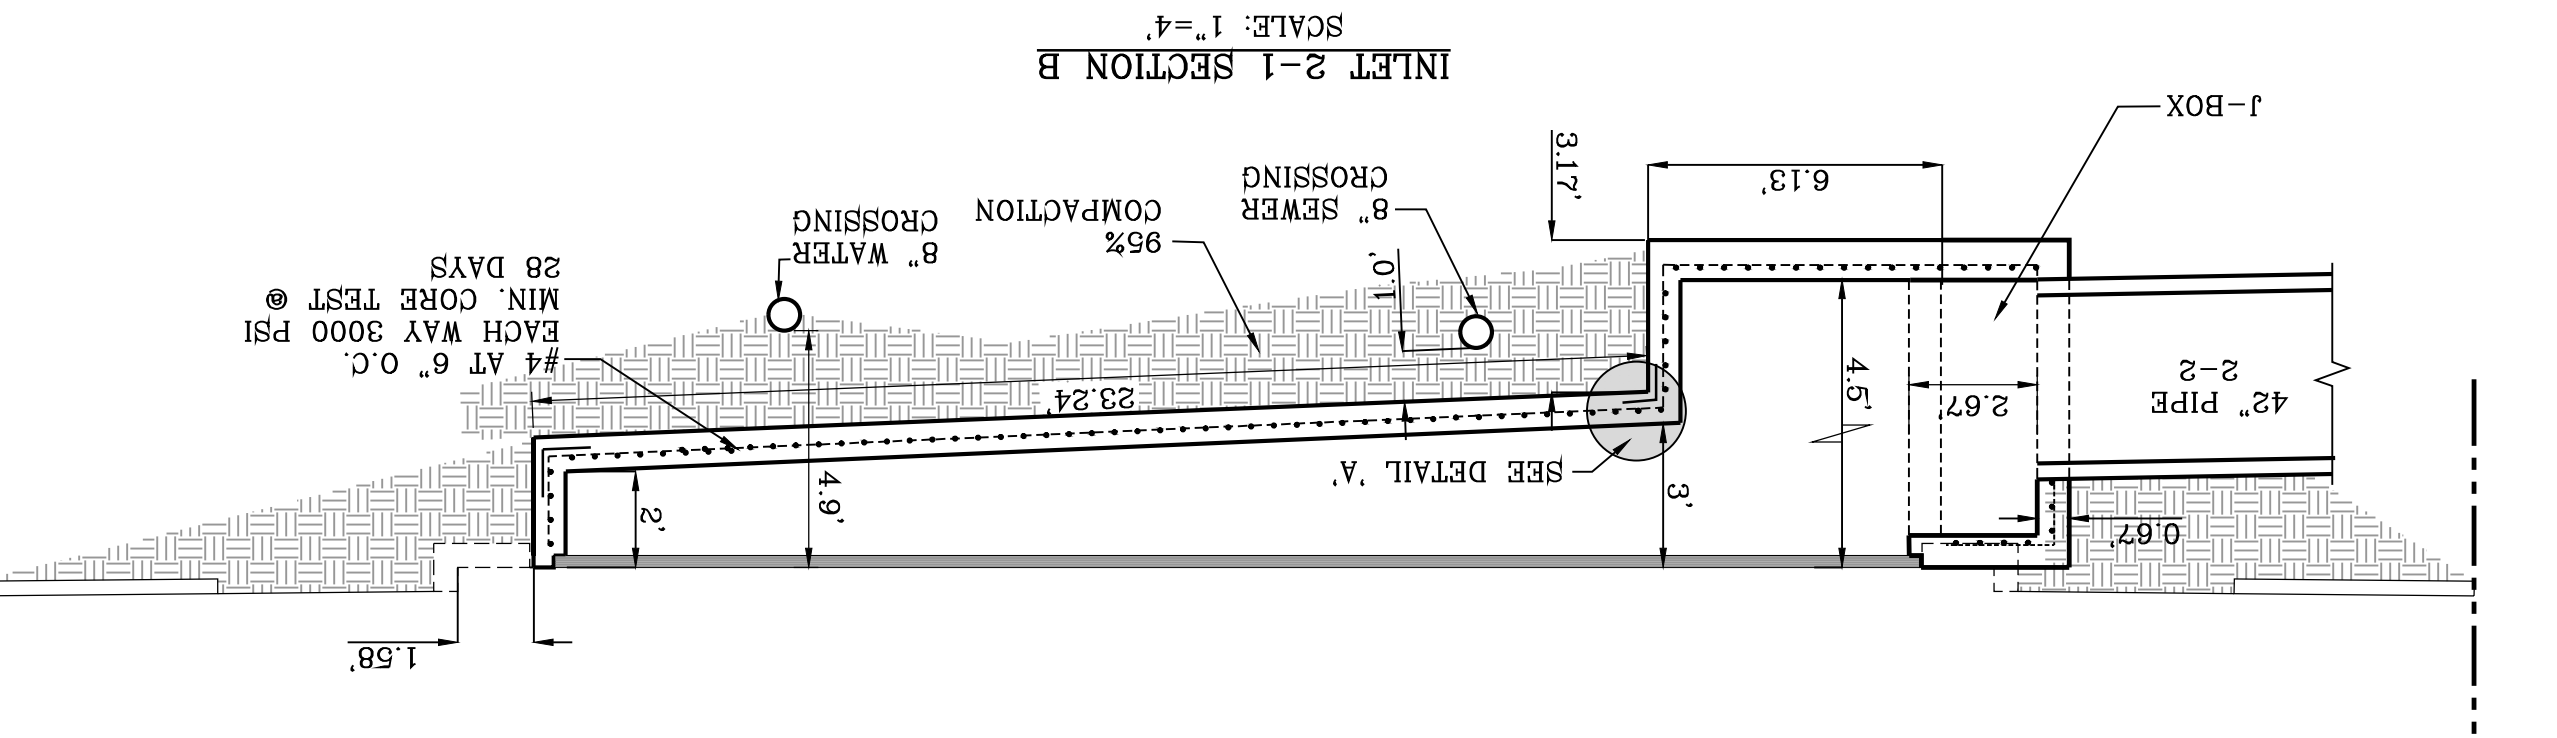 1.58'
0.67'
3'
4.9'
2'
SEE DETAIL 'A'
42" PIPE
2-2
2.67'
4.5'
23.24'
#4 AT 6" O.C.
EACH WAY 3000 PSI
MIN. CORE TEST @
28 DAYS
1.0'
8" WATER
CROSSING
95%
COMPACTION
8" SEWER
CROSSING
6.13'
3.17'
J-BOX
INLET 2-1 SECTION B
SCALE: 1"=4'